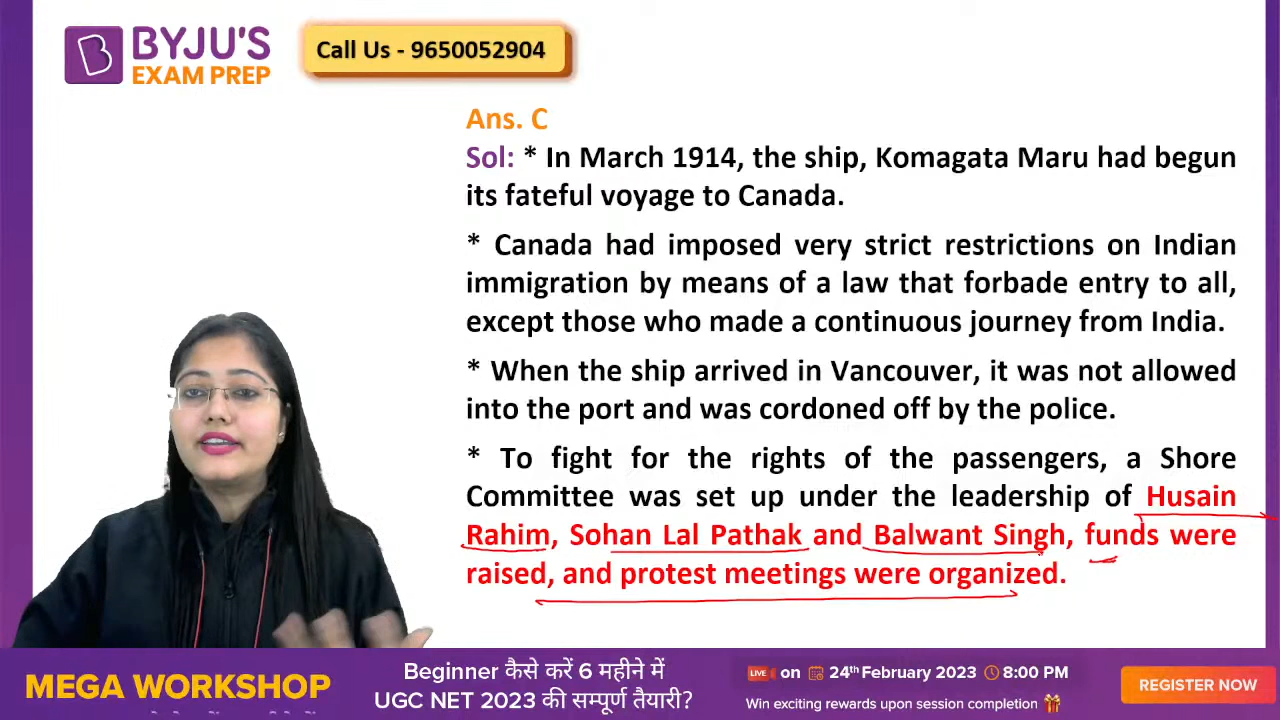 BYJU'S
EXAM PREP
Call Us - 9650052904
Ans. C
Sol: * In March 1914, the ship, Komagata Maru had begun
its fateful voyage to Canada.
* Canada had imposed very strict restrictions on Indian
immigration by means of a law that forbade entry to all,
except those who made a continuous journey from India.
* When the ship arrived in Vancouver, it was not allowed
into the port and was cordoned off by the police.
* To fight for the rights of the passengers, a Shore
Committee was set up under the leadership of Husain
Rahim, Sohan Lal Pathak and Balwant Singh, funds were
raised, and protest meetings were organized.
MEGA WORKSHOP
Beginner कैसे करें 6 महीने में
UGC NET 2023 की सम्पूर्ण तैयारी?
LIVE on 24th February 2023 8:00 PM
Win exciting rewards upon session completion
REGISTER NOW